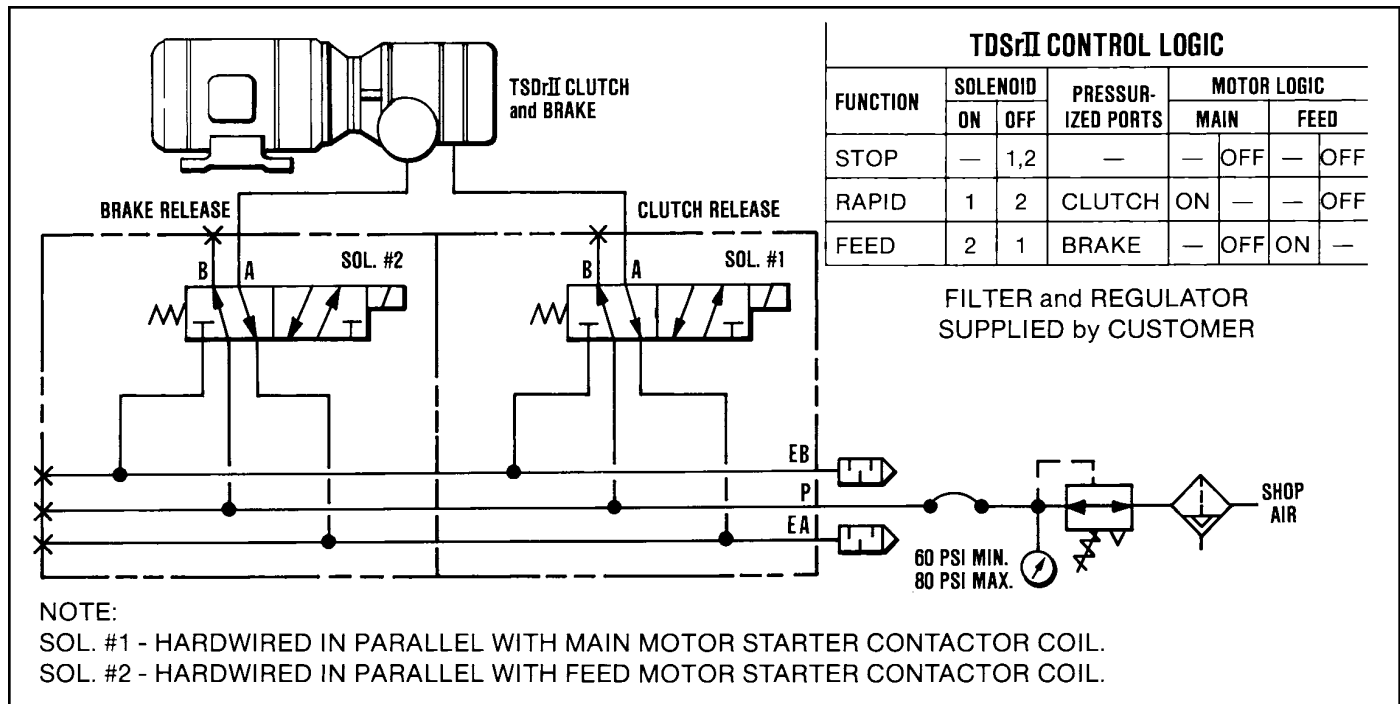 TSDrII CLUTCH
and BRAKE
BRAKE RELEASE
CLUTCH RELEASE
B
A
SOL. #2
B
A
SOL. #1
EB
P
EA
60 PSI MIN.
80 PSI MAX.
SHOP
AIR
TDSrII CONTROL LOGIC
FUNCTION
SOLENOID
PRESSUR-
IZED PORTS
MOTOR LOGIC
ON OFF MAIN FEED
STOP — 1,2 — — OFF — OFF
RAPID 1 2 CLUTCH ON — — OFF
FEED 2 1 BRAKE — OFF ON —
FILTER and REGULATOR
SUPPLIED by CUSTOMER
NOTE:
SOL. #1 - HARDWIRED IN PARALLEL WITH MAIN MOTOR STARTER CONTACTOR COIL.
SOL. #2 - HARDWIRED IN PARALLEL WITH FEED MOTOR STARTER CONTACTOR COIL.